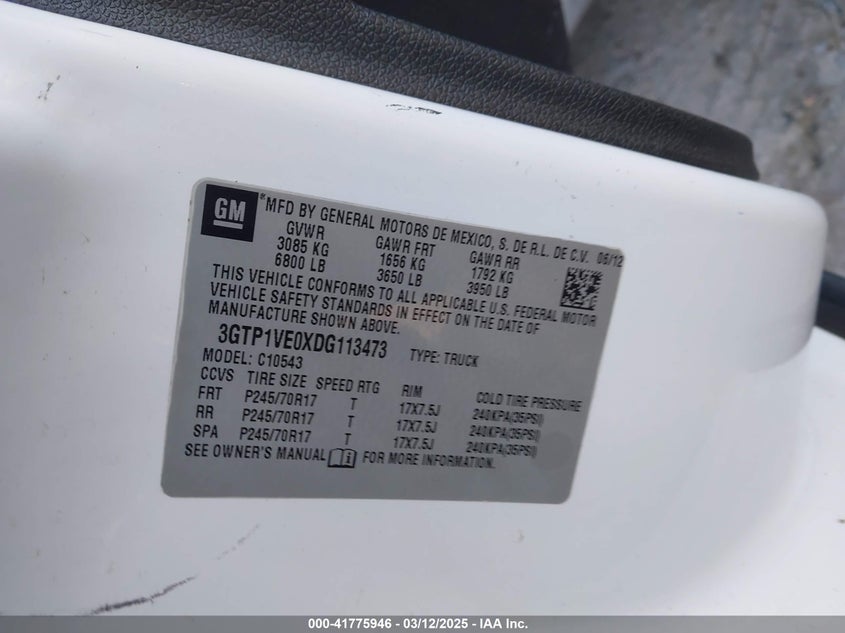 GM
*MFD BY GENERAL MOTORS DE MEXICO, S. DE R.L. DE C.V. 06/12
GVWR GAWR FRT GAWR RR
3085 KG 1656 KG 1792 KG
6800 LB 3650 LB 3950 LB
THIS VEHICLE CONFORMS TO ALL APPLICABLE U.S. FEDERAL MOTOR
VEHICLE SAFETY STANDARDS IN EFFECT ON THE DATE OF
MANUFACTURE SHOWN ABOVE.
3GTP1VE0XDG113473 TYPE: TRUCK
MODEL: C10543
CCVS TIRE SIZE SPEED RTG RIM COLD TIRE PRESSURE
FRT P245/70R17 T 17X7.5J 240KPA(35PSI)
RR P245/70R17 T 17X7.5J 240KPA(35PSI)
SPA P245/70R17 T 17X7.5J 240KPA(35PSI)
SEE OWNER'S MANUAL FOR MORE INFORMATION.
000-41775946 - 03/12/2025 - IAA Inc.